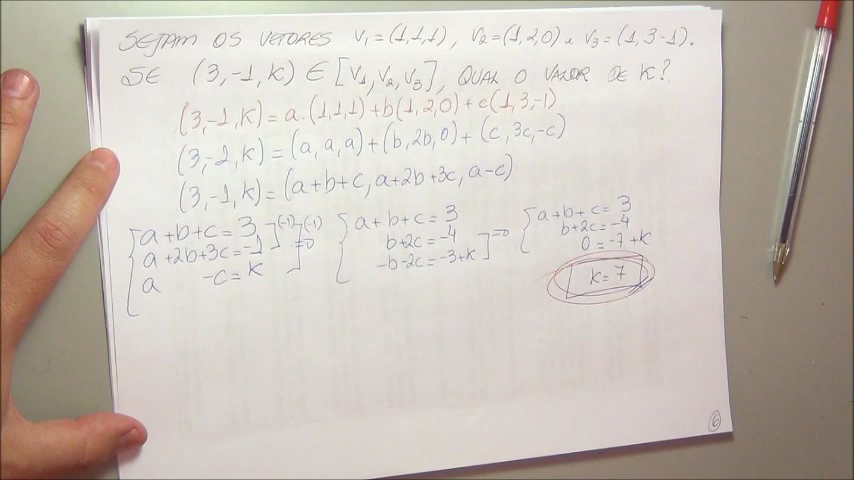 SEJAM OS VETORES V₁=(1,1,1), V₂=(1,2,0) e V₃=(1,3-1).
SE (3,-1,K) ∈ [V₁,V₂,V₃], QUAL O VALOR DE K?
(3,-1,K)=a.(1,1,1)+b(1,2,0)+c(1,3,-1)
(3,-1,K)=(a,a,a)+(b,2b,0)+(c,3c,-c)
(3,-1,K)=(a+b+c,a+2b+3c,a-c)
a+b+c=3 (-1) (-1)
a+2b+3c=-1 =0
a -c=K
a+b+c=3
b+2c=-4
-b-2c=-3+K =0
a+b+c=3
b+2c=-4
0=-7+K
K=7
6